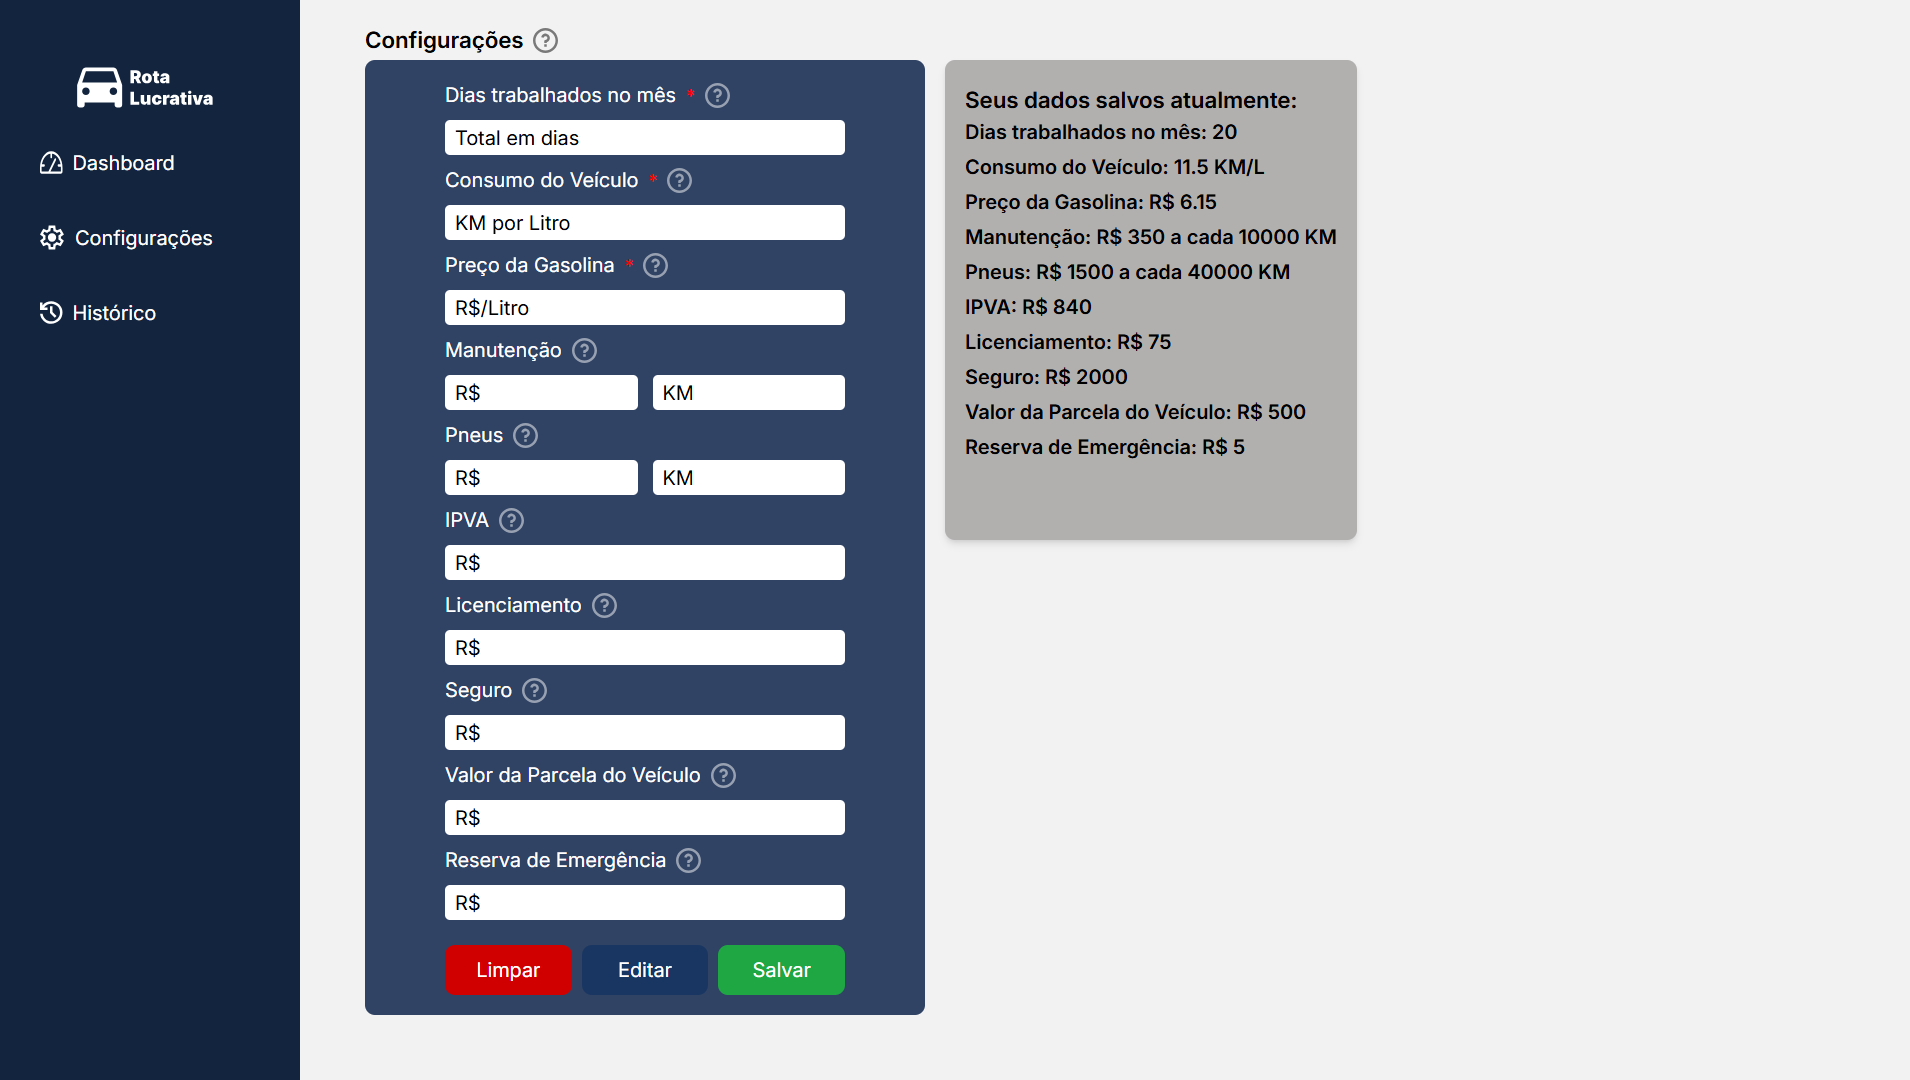 Rota
Lucrativa
Dashboard
Configurações
Histórico
Configurações ?
Dias trabalhados no mês * ?
Total em dias
Consumo do Veículo * ?
KM por Litro
Preço da Gasolina * ?
R$/Litro
Manutenção ?
R$ KM
Pneus ?
R$ KM
IPVA ?
R$
Licenciamento ?
R$
Seguro ?
R$
Valor da Parcela do Veículo ?
R$
Reserva de Emergência ?
R$
Limpar Editar Salvar
Seus dados salvos atualmente:
Dias trabalhados no mês: 20
Consumo do Veículo: 11.5 KM/L
Preço da Gasolina: R$ 6.15
Manutenção: R$ 350 a cada 10000 KM
Pneus: R$ 1500 a cada 40000 KM
IPVA: R$ 840
Licenciamento: R$ 75
Seguro: R$ 2000
Valor da Parcela do Veículo: R$ 500
Reserva de Emergência: R$ 5